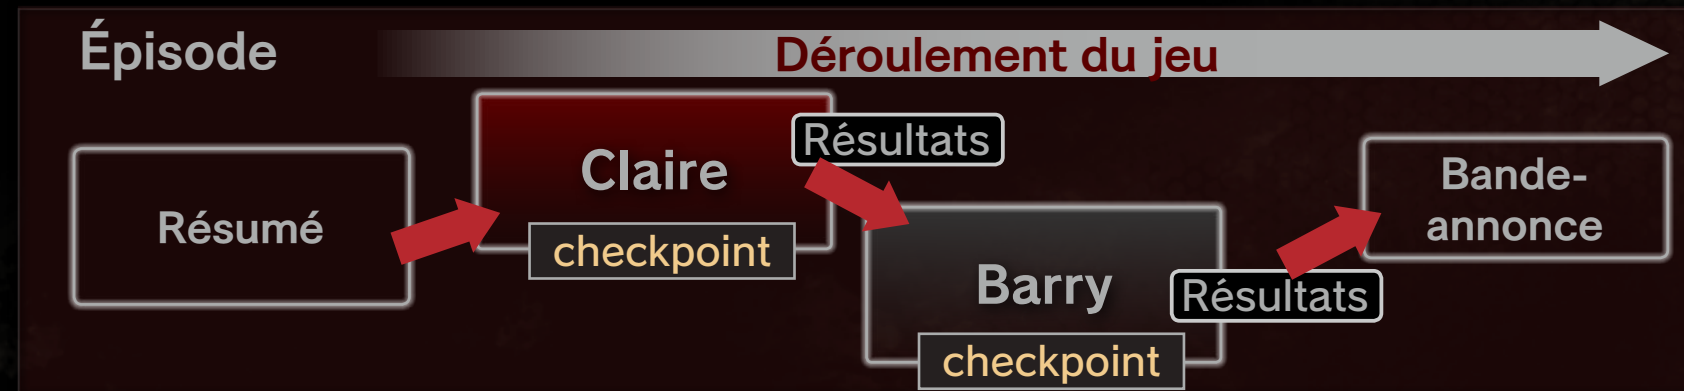 Épisode
Déroulement du jeu
Résumé
Claire
checkpoint
Résultats
Barry
checkpoint
Résultats
Bande-
annonce